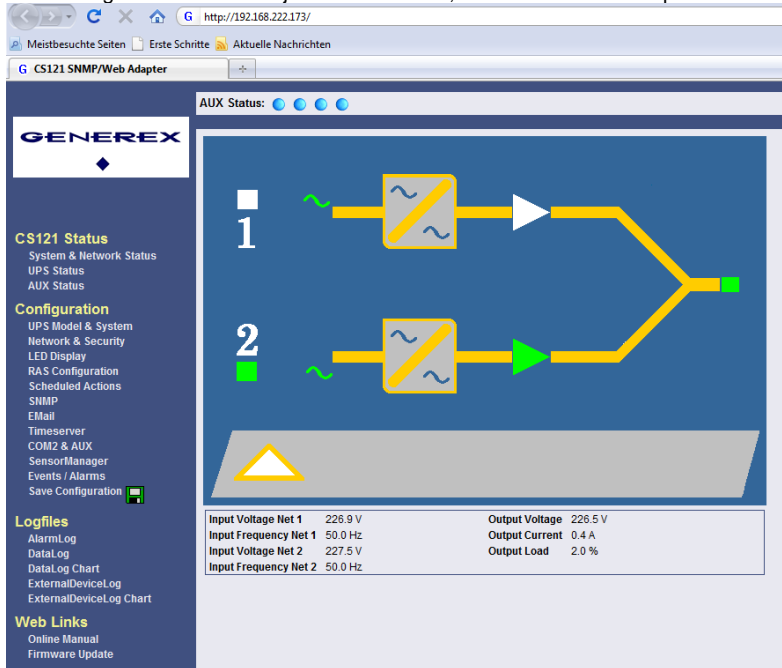 G http://192.168.222.173/
Meistbesuchte Seiten Erste Schritte Aktuelle Nachrichten
G CS121 SNMP/Web Adapter
AUX Status:
GENEREX
1
2
CS121 Status
System & Network Status
UPS Status
AUX Status
Configuration
UPS Model & System
Network & Security
LED Display
RAS Configuration
Scheduled Actions
SNMP
EMail
Timeserver
COM2 & AUX
SensorManager
Events / Alarms
Save Configuration
Logfiles
AlarmLog
DataLog
DataLog Chart
ExternalDeviceLog
ExternalDeviceLog Chart
Web Links
Online Manual
Firmware Update
Input Voltage Net 1 226.9 V Output Voltage 226.5 V
Input Frequency Net 1 50.0 Hz Output Current 0.4 A
Input Voltage Net 2 227.5 V Output Load 2.0 %
Input Frequency Net 2 50.0 Hz